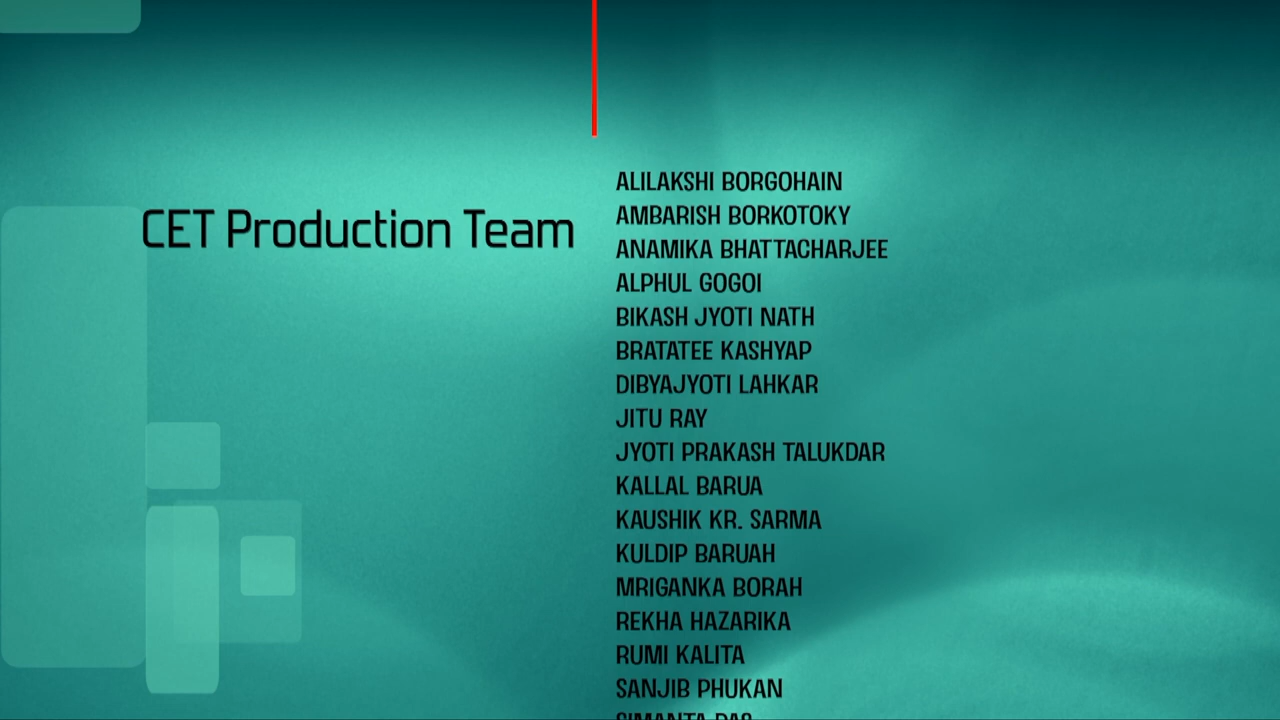 CET Production Team
ALILAKSHI BORGOHAIN
AMBARISH BORKOTOKY
ANAMIKA BHATTACHARJEE
ALPHUL GOGOI
BIKASH JYOTI NATH
BRATATEE KASHYAP
DIBYAJYOTI LAHKAR
JITU RAY
JYOTI PRAKASH TALUKDAR
KALLAL BARUA
KAUSHIK KR. SARMA
KULDIP BARUAH
MRIGANKA BORAH
REKHA HAZARIKA
RUMI KALITA
SANJIB PHUKAN